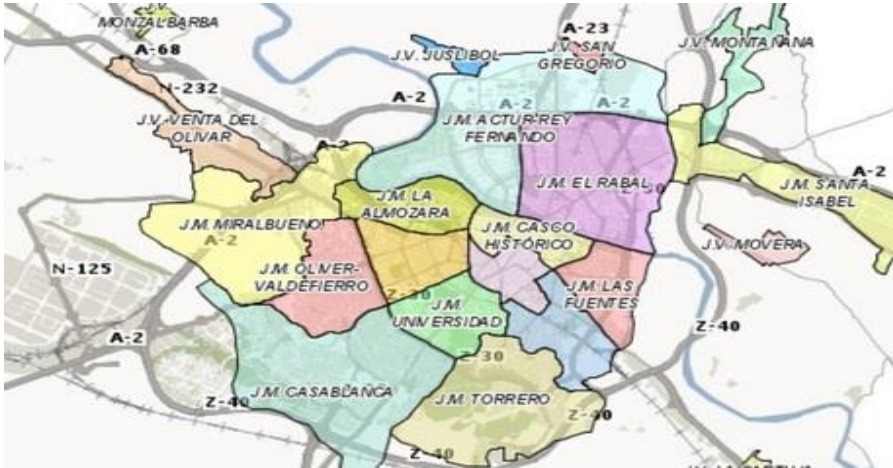 J.V.
MONZALBARBA
A-68
N-232
J.V. VENTA DEL
OLIVAR
A-2
J.V. JUSLIBOL
A-23
J.V. SAN
GREGORIO
J.V. MONTAÑANA
A-2
A-2
A-2
J.M. ACTUR-REY
FERNANDO
J.M. EL RABAL
Z-30
A-2
J.M. SANTA
ISABEL
J.M. LA
ALMOZARA
J.M. MIRALBUENO
A-2
J.M. CASCO
HISTÓRICO
J.V. MOVERA
N-125
J.M. OLIVER-
VALDEFIERRO
Z-30
J.M. LAS
FUENTES
J.M.
UNIVERSIDAD
Z-40
A-2
Z-30
J.M. CASABLANCA
J.M. TORRERO
Z-40
Z-40
Z-40